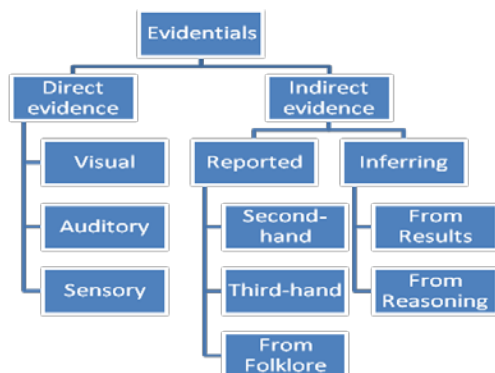 Evidentials
Direct
evidence
Indirect
evidence
Visual
Reported
Inferring
Auditory
Second-
hand
From
Results
Sensory
Third-hand
From
Reasoning
From
Folklore